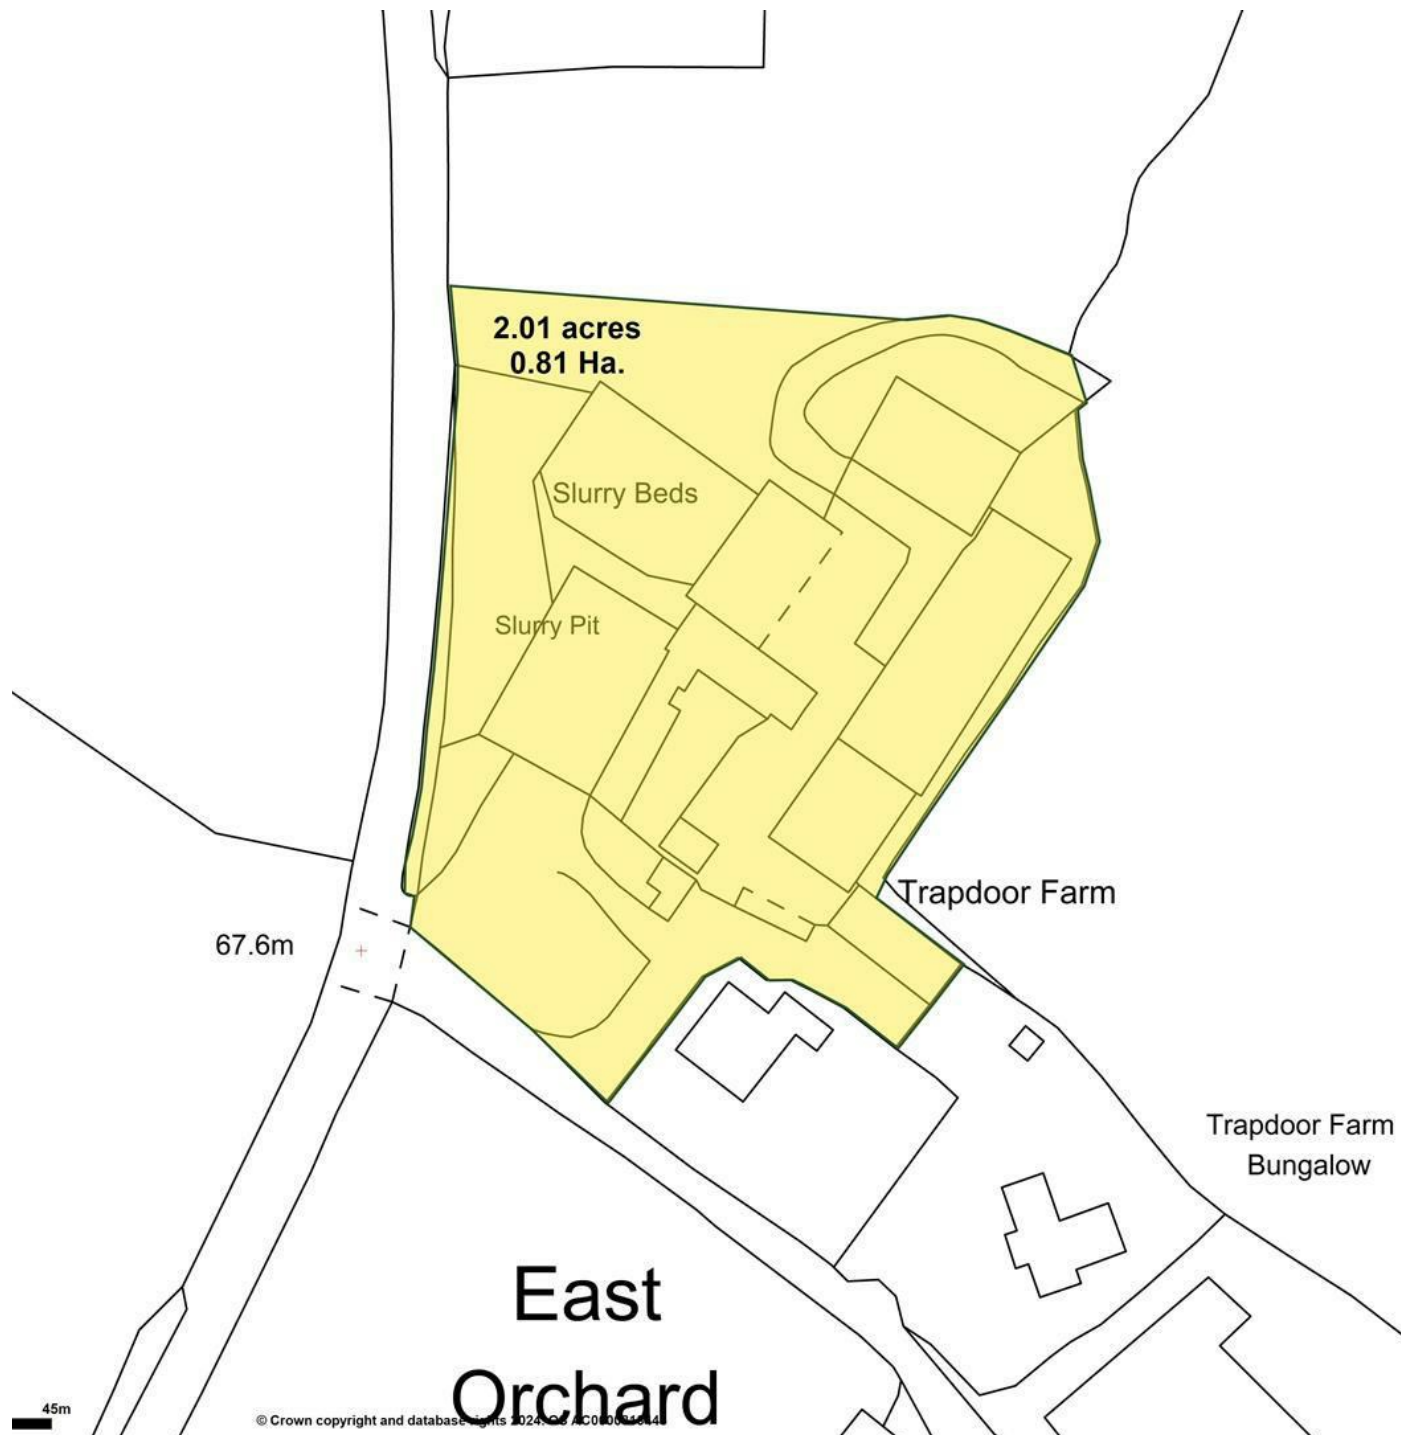 2.01 acres
0.81 Ha.
Slurry Beds
Slurry Pit
Trapdoor Farm
67.6m
Trapdoor Farm
Bungalow
East
Orchard
45m
© Crown copyright and database rights 2024. OS